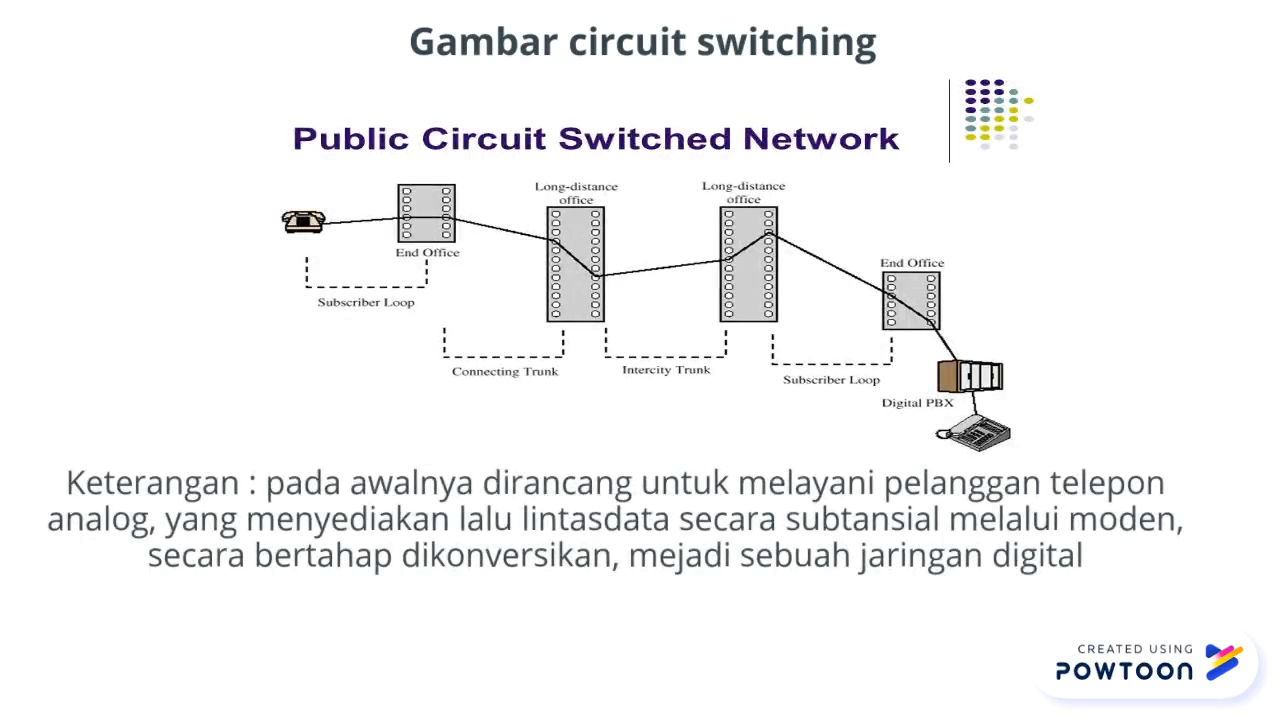 Gambar circuit switching
Public Circuit Switched Network
Long-distance
office
Long-distance
office
End Office
End Office
Subscriber Loop
Connecting Trunk
Intercity Trunk
Subscriber Loop
Digital PBX
Keterangan : pada awalnya dirancang untuk melayani pelanggan telepon
analog, yang menyediakan lalu lintasdata secara subtansial melalui moden,
secara bertahap dikonversikan, mejadi sebuah jaringan digital
CREATED USING
POWTOON